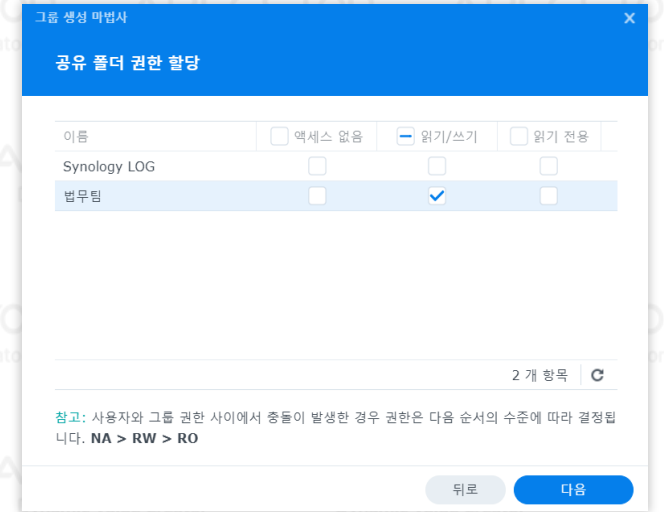 그룹 생성 마법사
공유 폴더 권한 할당
이름 액세스 없음 읽기/쓰기 읽기 전용
Synology LOG
법무팀
2 개 항목
참고: 사용자와 그룹 권한 사이에서 충돌이 발생한 경우 권한은 다음 순서의 수준에 따라 결정됩
니다. NA > RW > RO
뒤로 다음